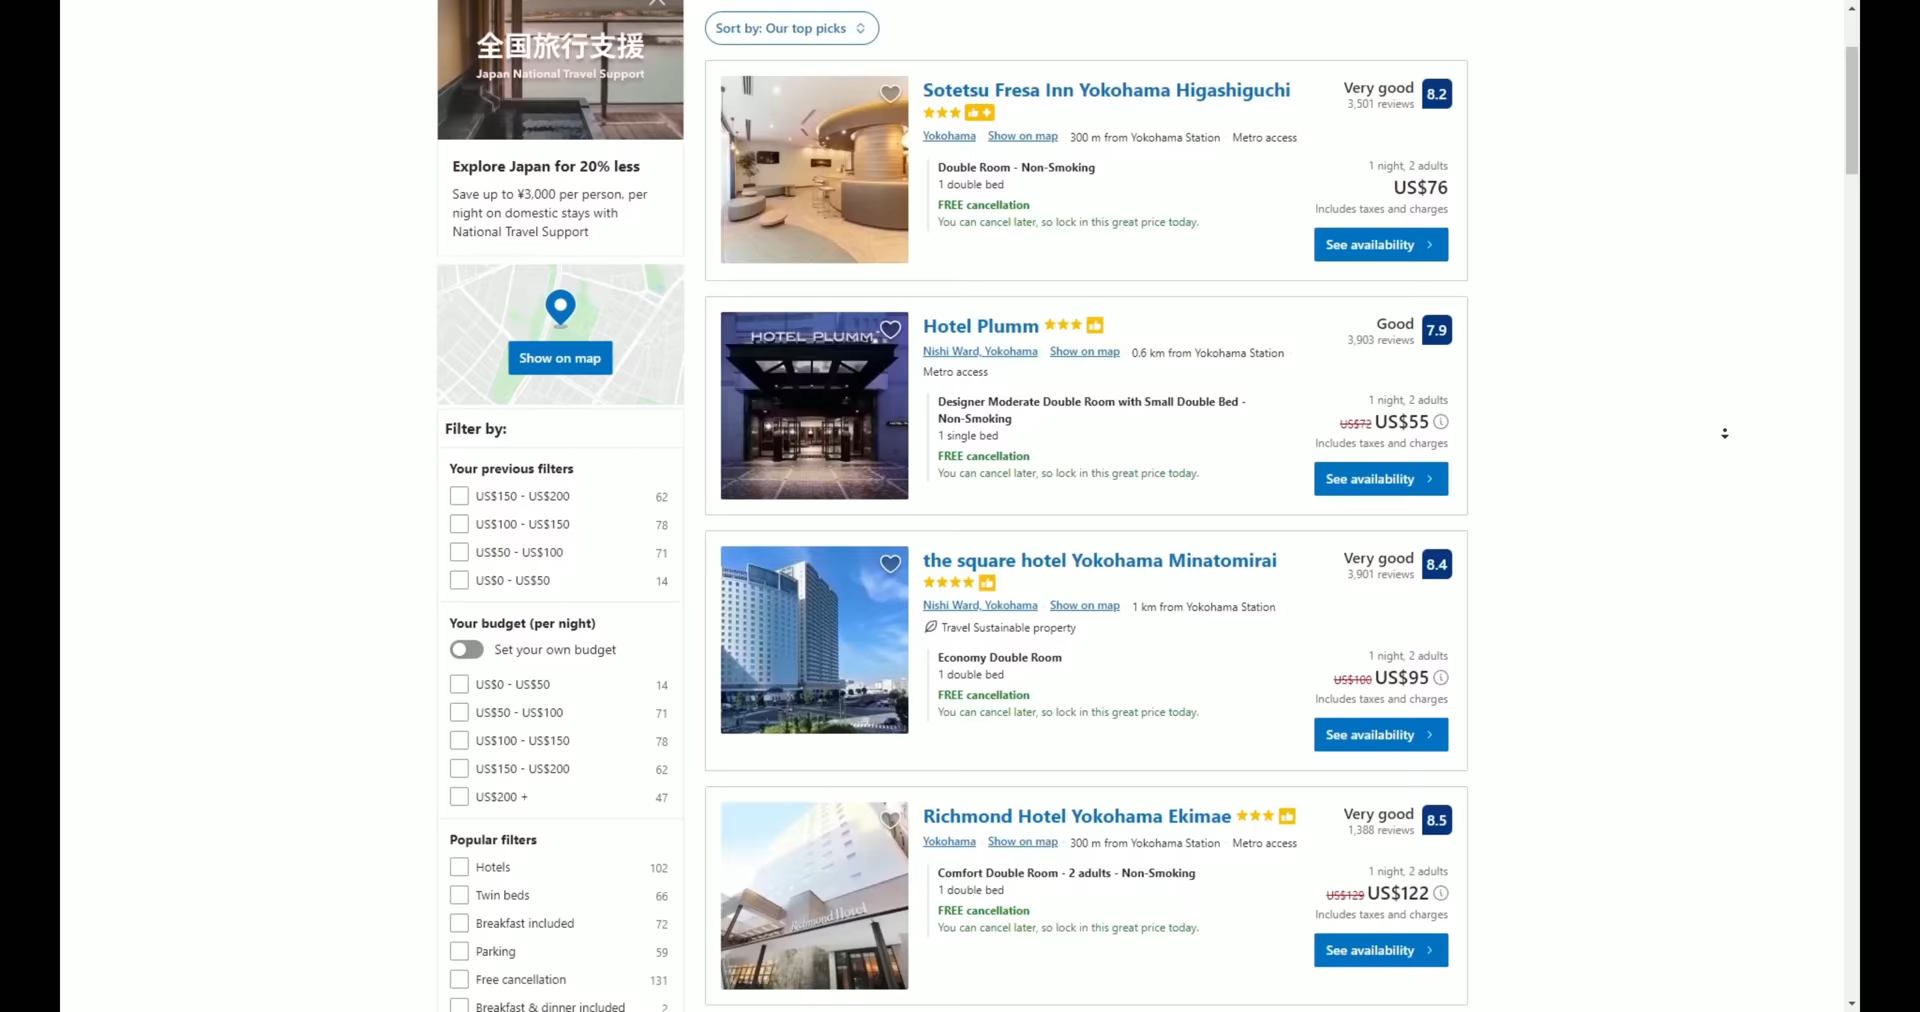 全国旅行支援
Japan National Travel Support
Explore Japan for 20% less
Save up to ¥3,000 per person, per
night on domestic stays with
National Travel Support
Show on map
Filter by:
Your previous filters
US$150 - US$200 62
US$100 - US$150 78
US$50 - US$100 71
US$0 - US$50 14
Your budget (per night)
Set your own budget
US$0 - US$50 14
US$50 - US$100 71
US$100 - US$150 78
US$150 - US$200 62
US$200 + 47
Popular filters
Hotels 102
Twin beds 66
Breakfast included 72
Parking 59
Free cancellation 131
Breakfast & dinner included 2
Sort by: Our top picks
Sotetsu Fresa Inn Yokohama Higashiguchi
Very good 8.2
3,501 reviews
Yokohama Show on map 300 m from Yokohama Station Metro access
Double Room - Non-Smoking
1 double bed
FREE cancellation
You can cancel later, so lock in this great price today.
1 night, 2 adults
US$76
Includes taxes and charges
See availability
HOTEL PLUMM
Hotel Plumm
Good 7.9
3,903 reviews
Nishi Ward, Yokohama Show on map 0.6 km from Yokohama Station
Metro access
Designer Moderate Double Room with Small Double Bed -
Non-Smoking
1 single bed
FREE cancellation
You can cancel later, so lock in this great price today.
1 night, 2 adults
US$72 US$55
Includes taxes and charges
See availability
the square hotel Yokohama Minatomirai
Very good 8.4
3,901 reviews
Nishi Ward, Yokohama Show on map 1 km from Yokohama Station
Travel Sustainable property
Economy Double Room
1 double bed
FREE cancellation
You can cancel later, so lock in this great price today.
1 night, 2 adults
US$100 US$95
Includes taxes and charges
See availability
Richmond Hotel
Richmond Hotel Yokohama Ekimae
Very good 8.5
1,388 reviews
Yokohama Show on map 300 m from Yokohama Station Metro access
Comfort Double Room - 2 adults - Non-Smoking
1 double bed
FREE cancellation
You can cancel later, so lock in this great price today.
1 night, 2 adults
US$129 US$122
Includes taxes and charges
See availability